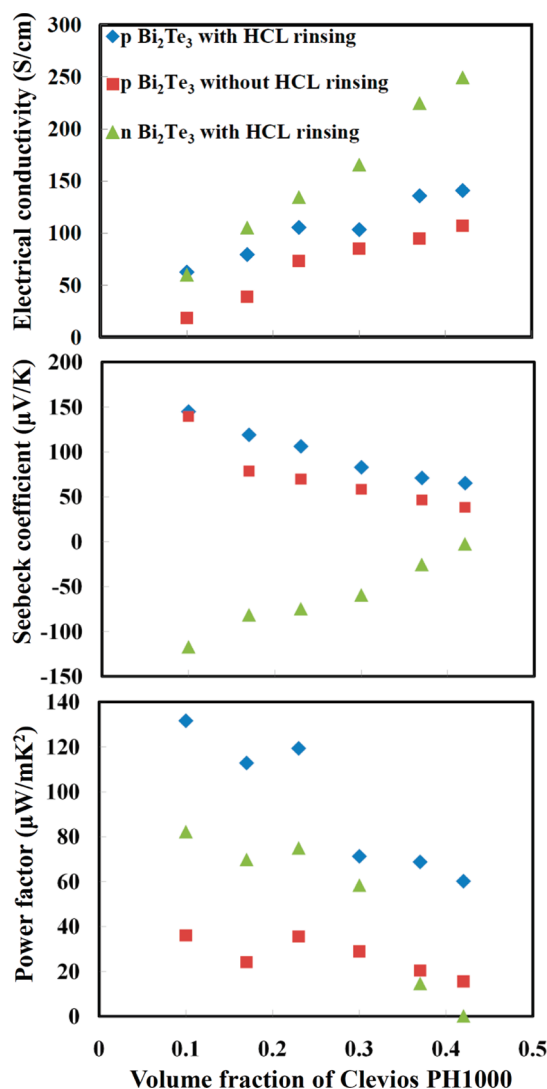 300
250
200
150
100
50
0
Electrical conductivity (S/cm)
p Bi₂Te₃ with HCL rinsing
p Bi₂Te₃ without HCL rinsing
n Bi₂Te₃ with HCL rinsing
200
150
100
50
0
-50
-100
-150
Seebeck coefficient (µV/K)
140
120
100
80
60
40
20
0
Power factor (µW/mK²)
0 0.1 0.2 0.3 0.4 0.5
Volume fraction of Clevios PH1000